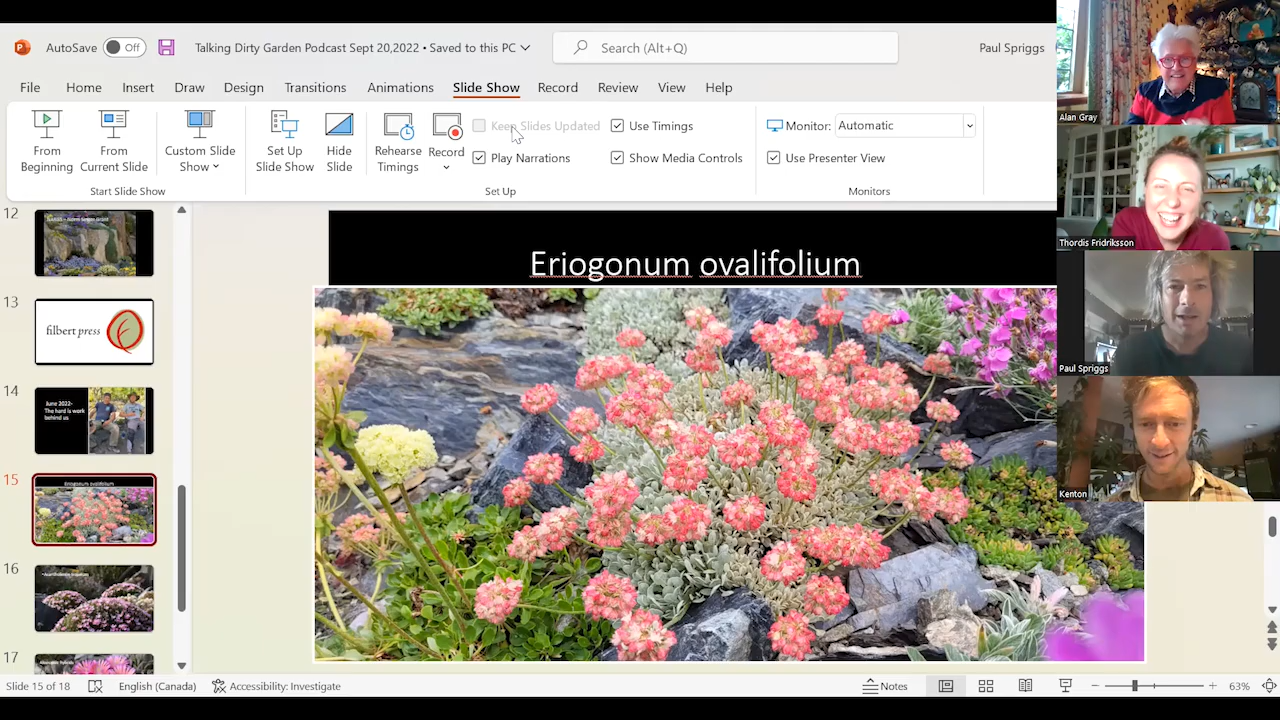 AutoSave Off Talking Dirty Garden Podcast Sept 20,2022 • Saved to this PC Search (Alt+Q) Paul Spriggs
File Home Insert Draw Design Transitions Animations Slide Show Record Review View Help
From Beginning
From Current Slide
Custom Slide Show
Start Slide Show
Set Up Slide Show
Hide Slide
Rehearse Timings
Record
Keep Slides Updated
Play Narrations
Use Timings
Show Media Controls
Set Up
Monitor: Automatic
Use Presenter View
Monitors
Alan Gray
Thordis Fridriksson
Paul Spriggs
Kenton
12
13
filbert press
14
June 2022-
The hard is work
behind us
15
Eriogonum ovalifolium
16
17
Eriogonum ovalifolium
Slide 15 of 18 English (Canada) Accessibility: Investigate Notes 63%